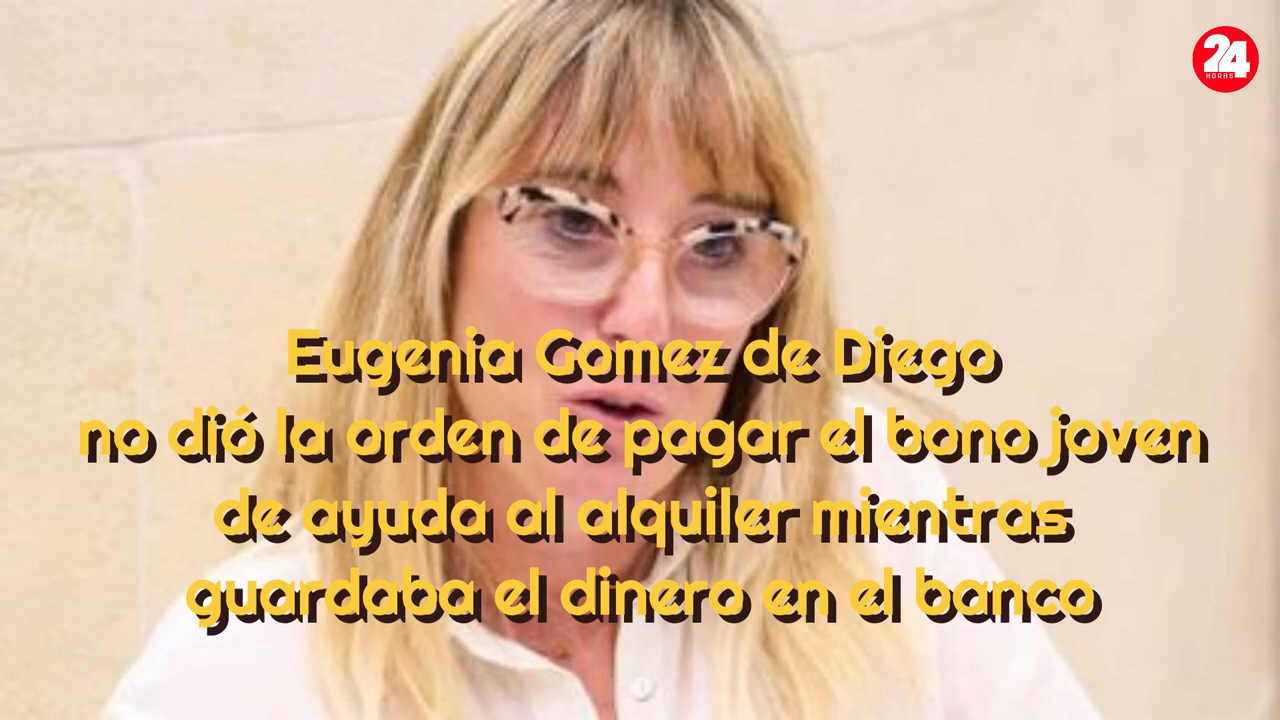 24
HORAS
Eugenia Gomez de Diego
no dió la orden de pagar el bono joven
de ayuda al alquiler mientras
guardaba el dinero en el banco